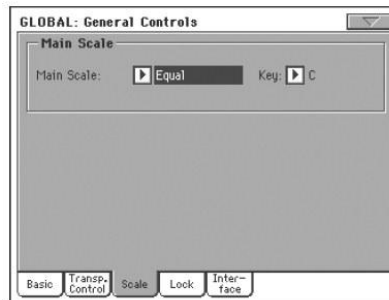 GLOBAL: General Controls
Main Scale
Main Scale: Equal Key: C
Basic Transp. Control Scale Lock Inter-face